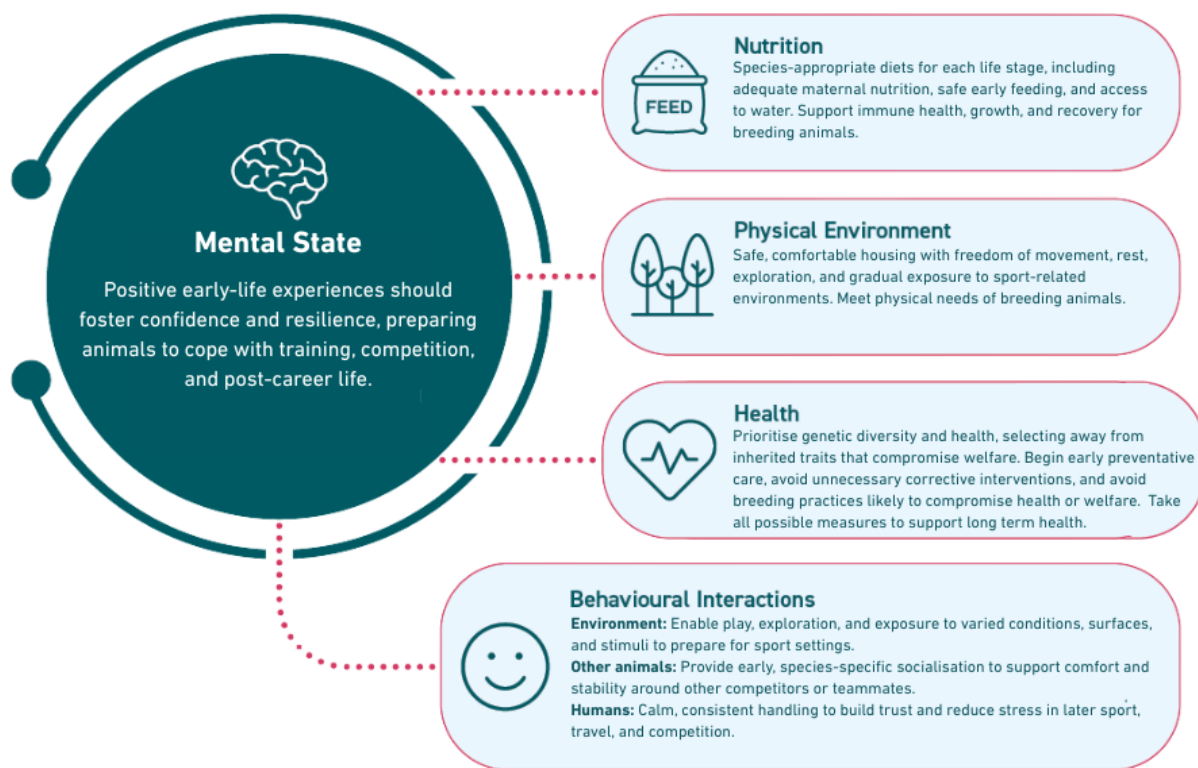 Mental State
Positive early-life experiences should
foster confidence and resilience, preparing
animals to cope with training, competition,
and post-career life.
FEED
Nutrition
Species-appropriate diets for each life stage, including
adequate maternal nutrition, safe early feeding, and access
to water. Support immune health, growth, and recovery for
breeding animals.
Physical Environment
Safe, comfortable housing with freedom of movement, rest,
exploration, and gradual exposure to sport-related
environments. Meet physical needs of breeding animals.
Health
Prioritise genetic diversity and health, selecting away from
inherited traits that compromise welfare. Begin early preventative
care, avoid unnecessary corrective interventions, and avoid
breeding practices likely to compromise health or welfare. Take
all possible measures to support long term health.
Behavioural Interactions
Environment: Enable play, exploration, and exposure to varied conditions, surfaces,
and stimuli to prepare for sport settings.
Other animals: Provide early, species-specific socialisation to support comfort and
stability around other competitors or teammates.
Humans: Calm, consistent handling to build trust and reduce stress in later sport,
travel, and competition.